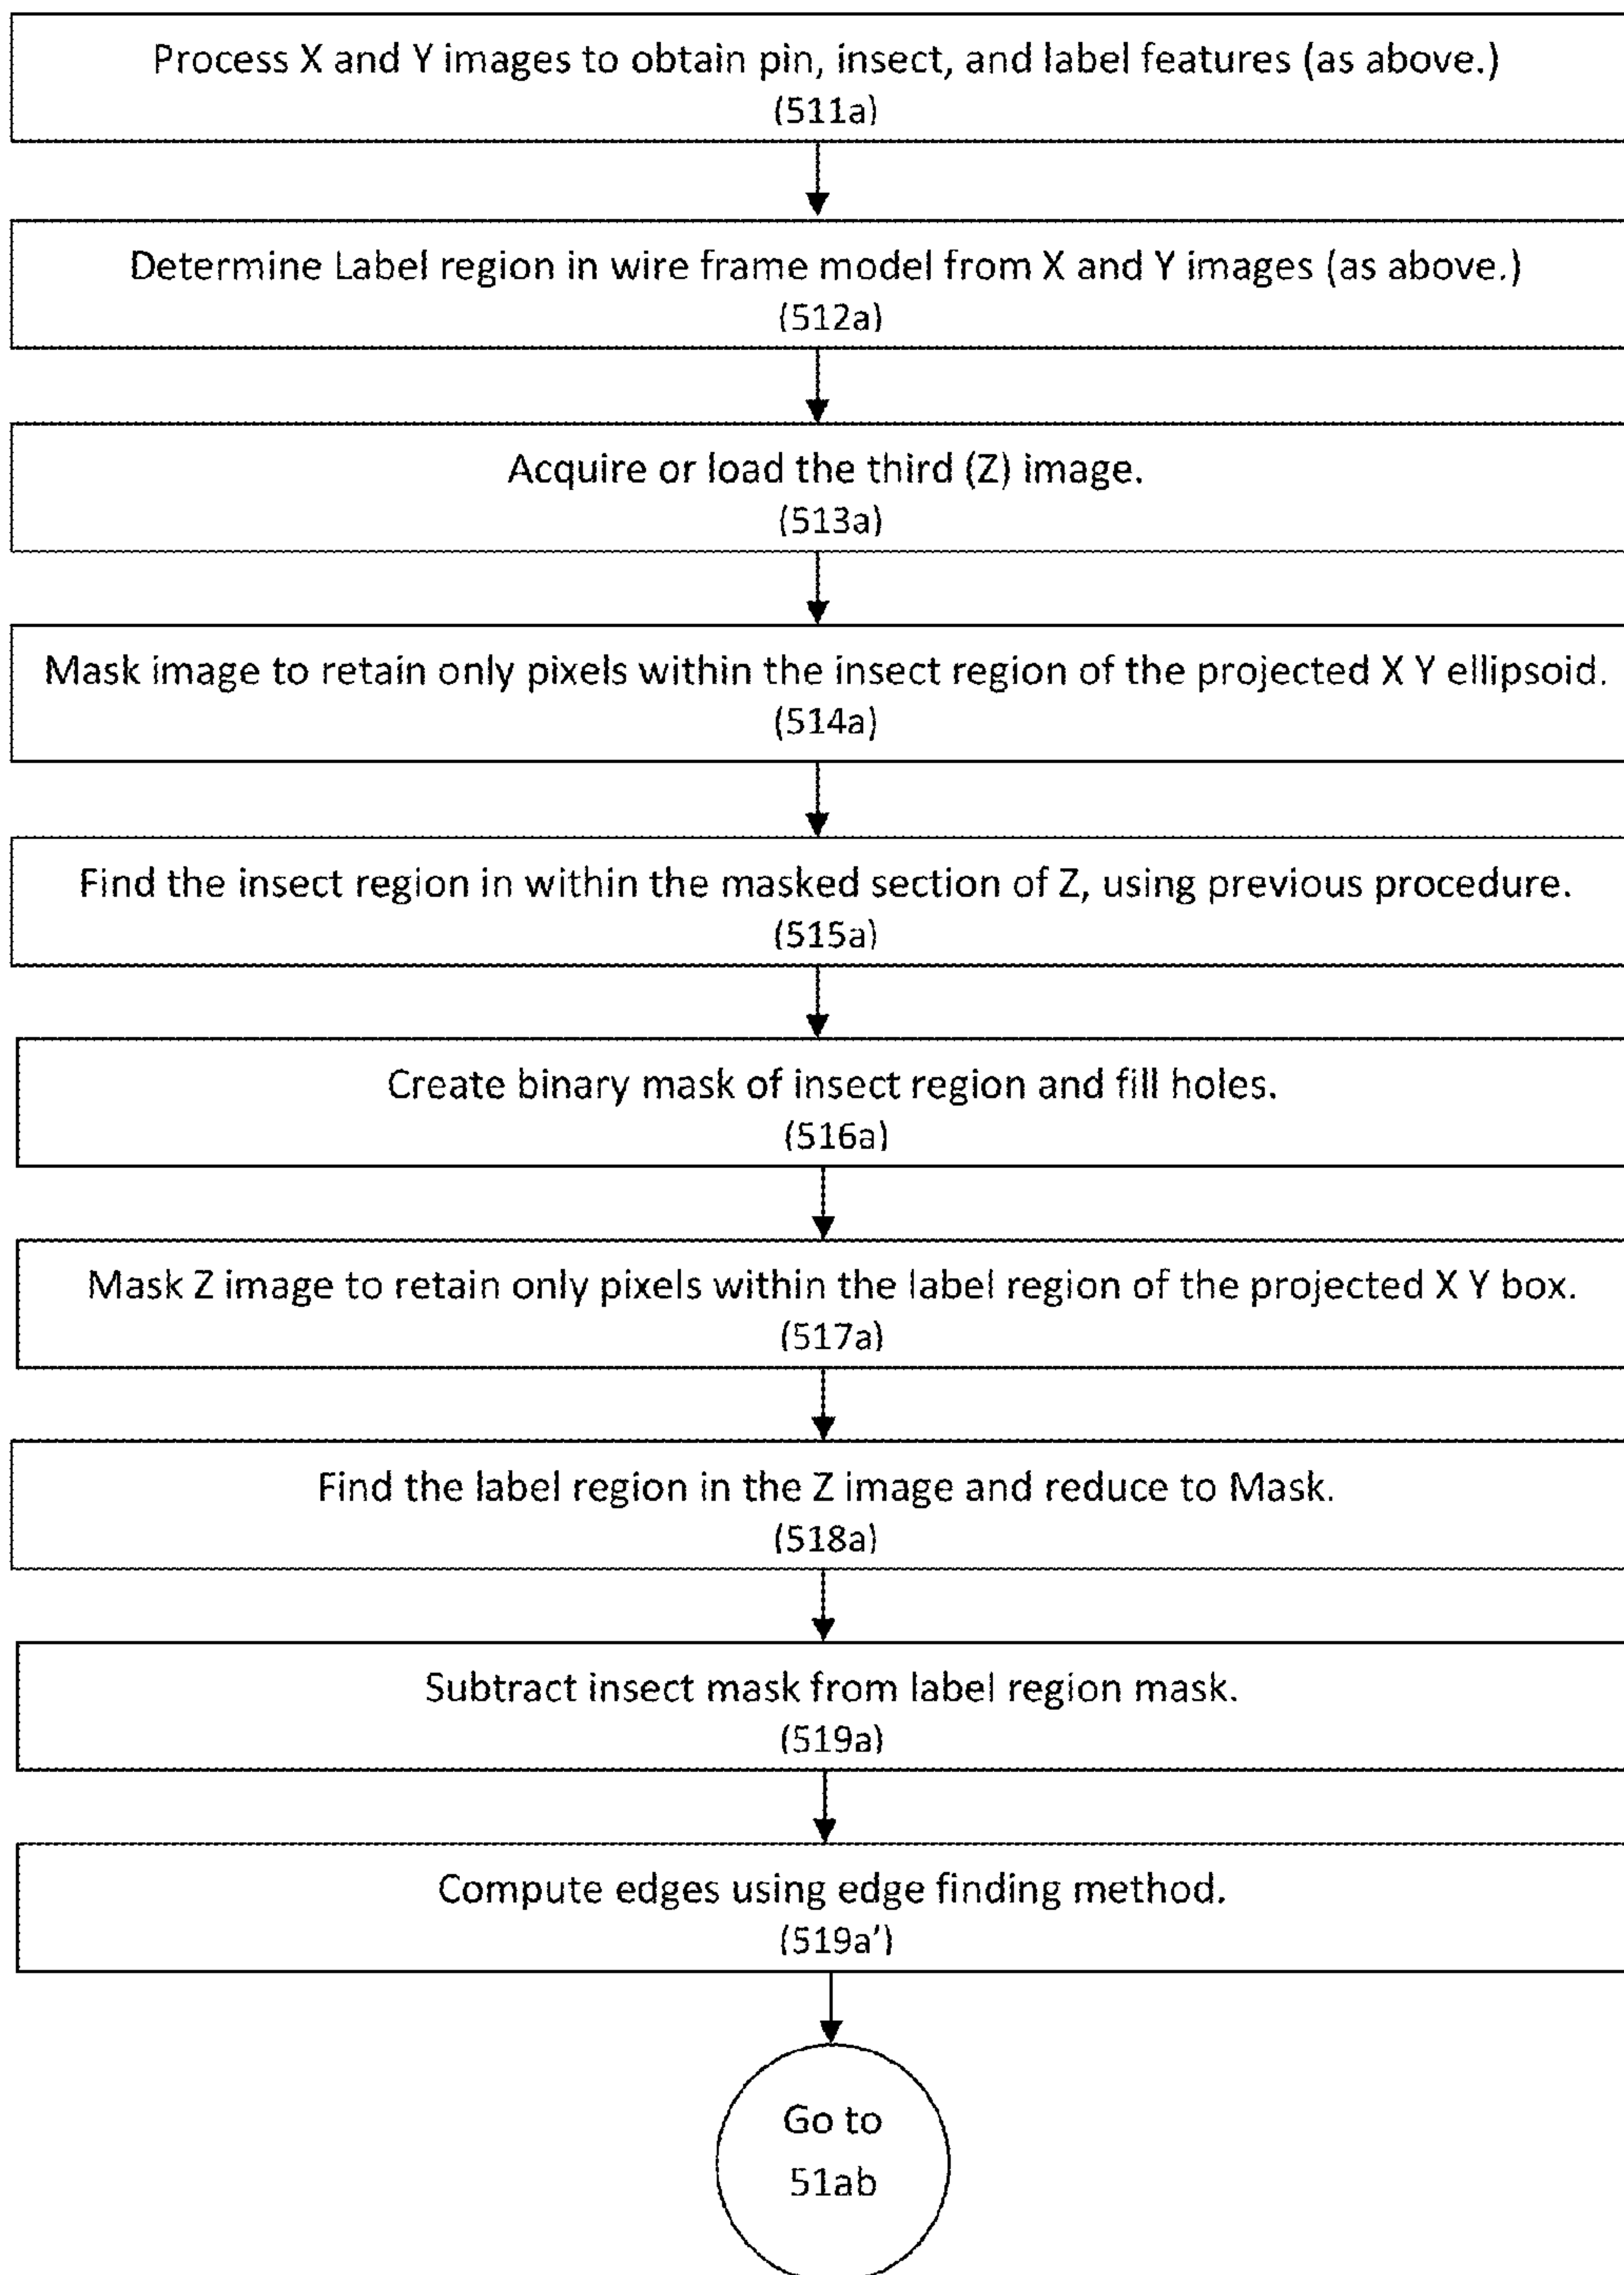 Process X and Y images to obtain pin, insect, and label features (as above.)
(511a)
Determine Label region in wire frame model from X and Y images (as above.)
(512a)
Acquire or load the third (Z) image.
(513a)
Mask image to retain only pixels within the insect region of the projected X Y ellipsoid.
(514a)
Find the insect region in within the masked section of Z, using previous procedure.
(515a)
Create binary mask of insect region and fill holes.
(516a)
Mask Z image to retain only pixels within the label region of the projected X Y box.
(517a)
Find the label region in the Z image and reduce to Mask.
(518a)
Subtract insect mask from label region mask.
(519a)
Compute edges using edge finding method.
(519a’)
Go to
51ab